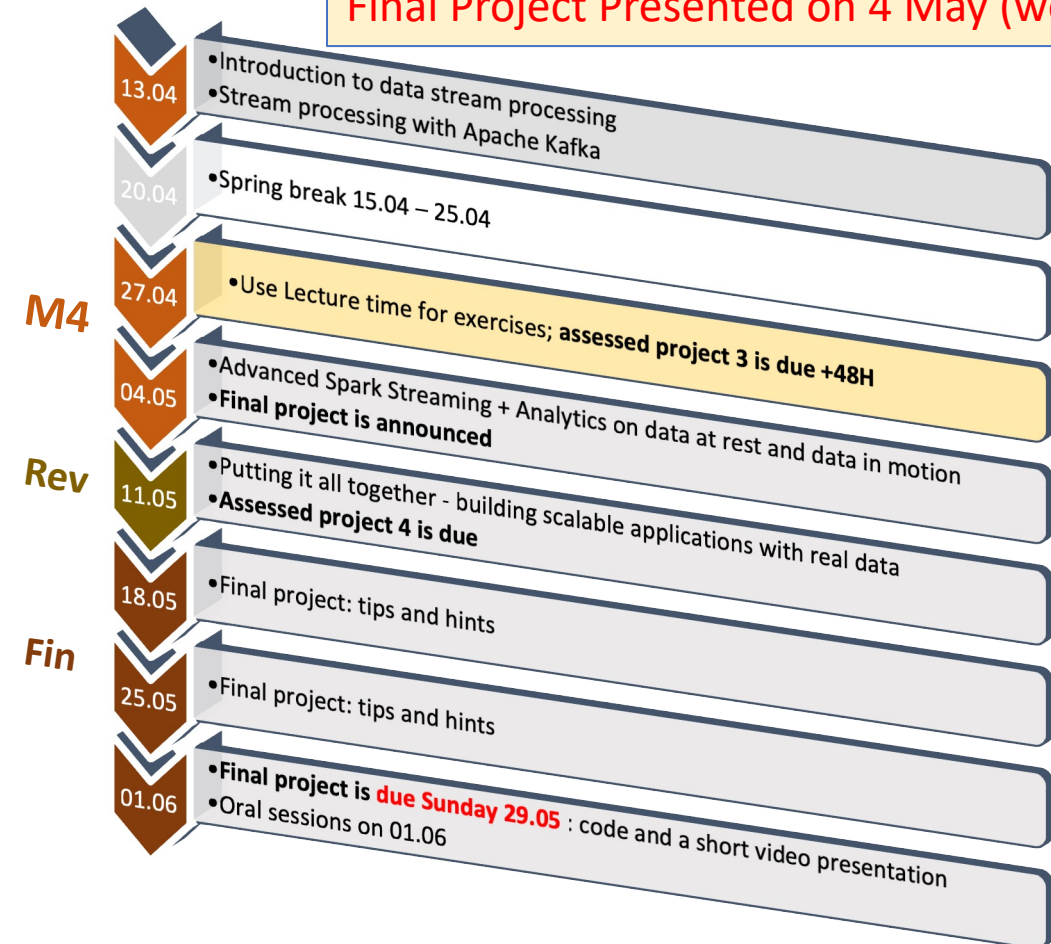 Final Project Presented on 4 May
13.04
•Introduction to data stream processing
•Stream processing with Apache Kafka
20.04
•Spring break 15.04 – 25.04
M4
27.04
•Use Lecture time for exercises; assessed project 3 is due +48H
04.05
•Advanced Spark Streaming + Analytics on data at rest and data in motion
•Final project is announced
Rev
11.05
•Putting it all together - building scalable applications with real data
•Assessed project 4 is due
18.05
•Final project: tips and hints
Fin
25.05
•Final project: tips and hints
01.06
•Final project is due Sunday 29.05 : code and a short video presentation
•Oral sessions on 01.06